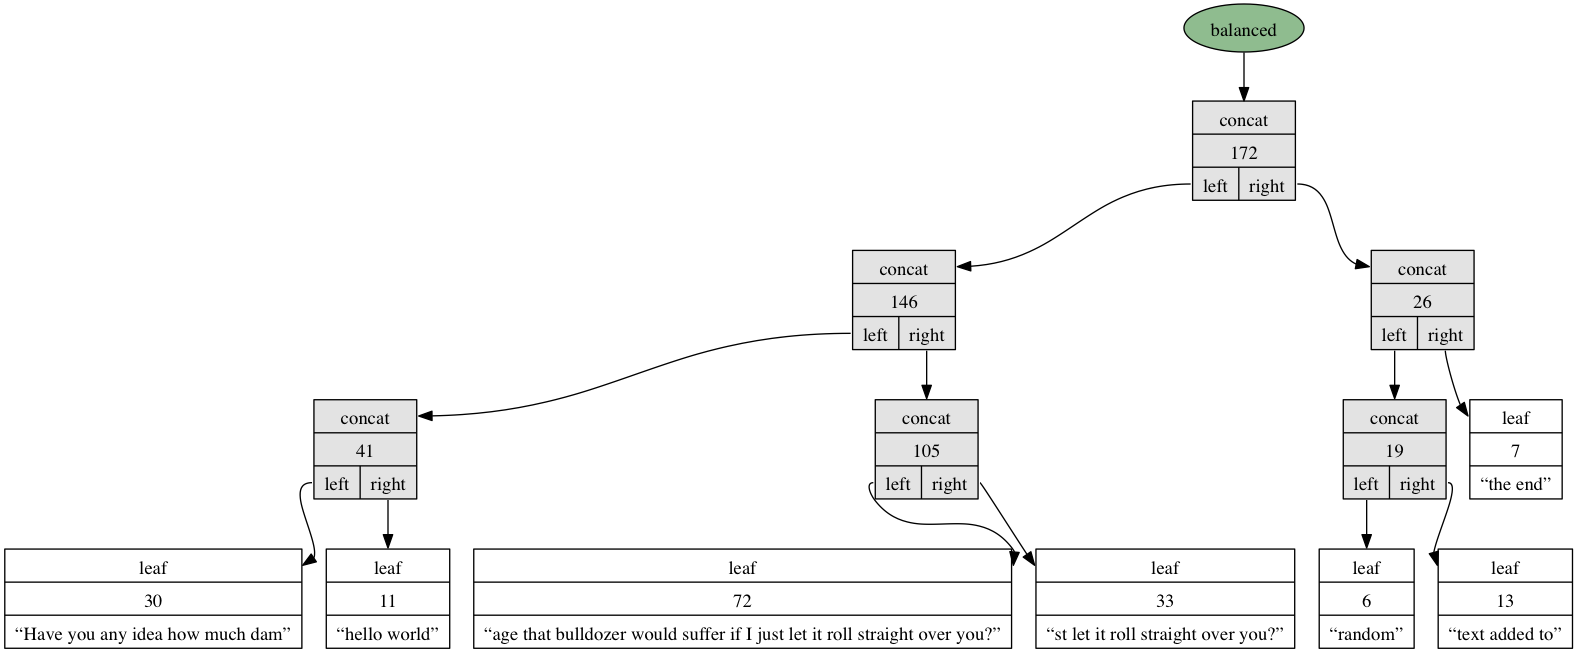 balanced
concat
172
left right
concat
146
left right
concat
26
left right
concat
41
left right
concat
105
left right
concat
19
left right
leaf
7
“the end”
leaf
30
“Have you any idea how much dam”
leaf
11
“hello world”
leaf
72
“age that bulldozer would suffer if I just let it roll straight over you?”
leaf
33
“st let it roll straight over you?”
leaf
6
“random”
leaf
13
“text added to”